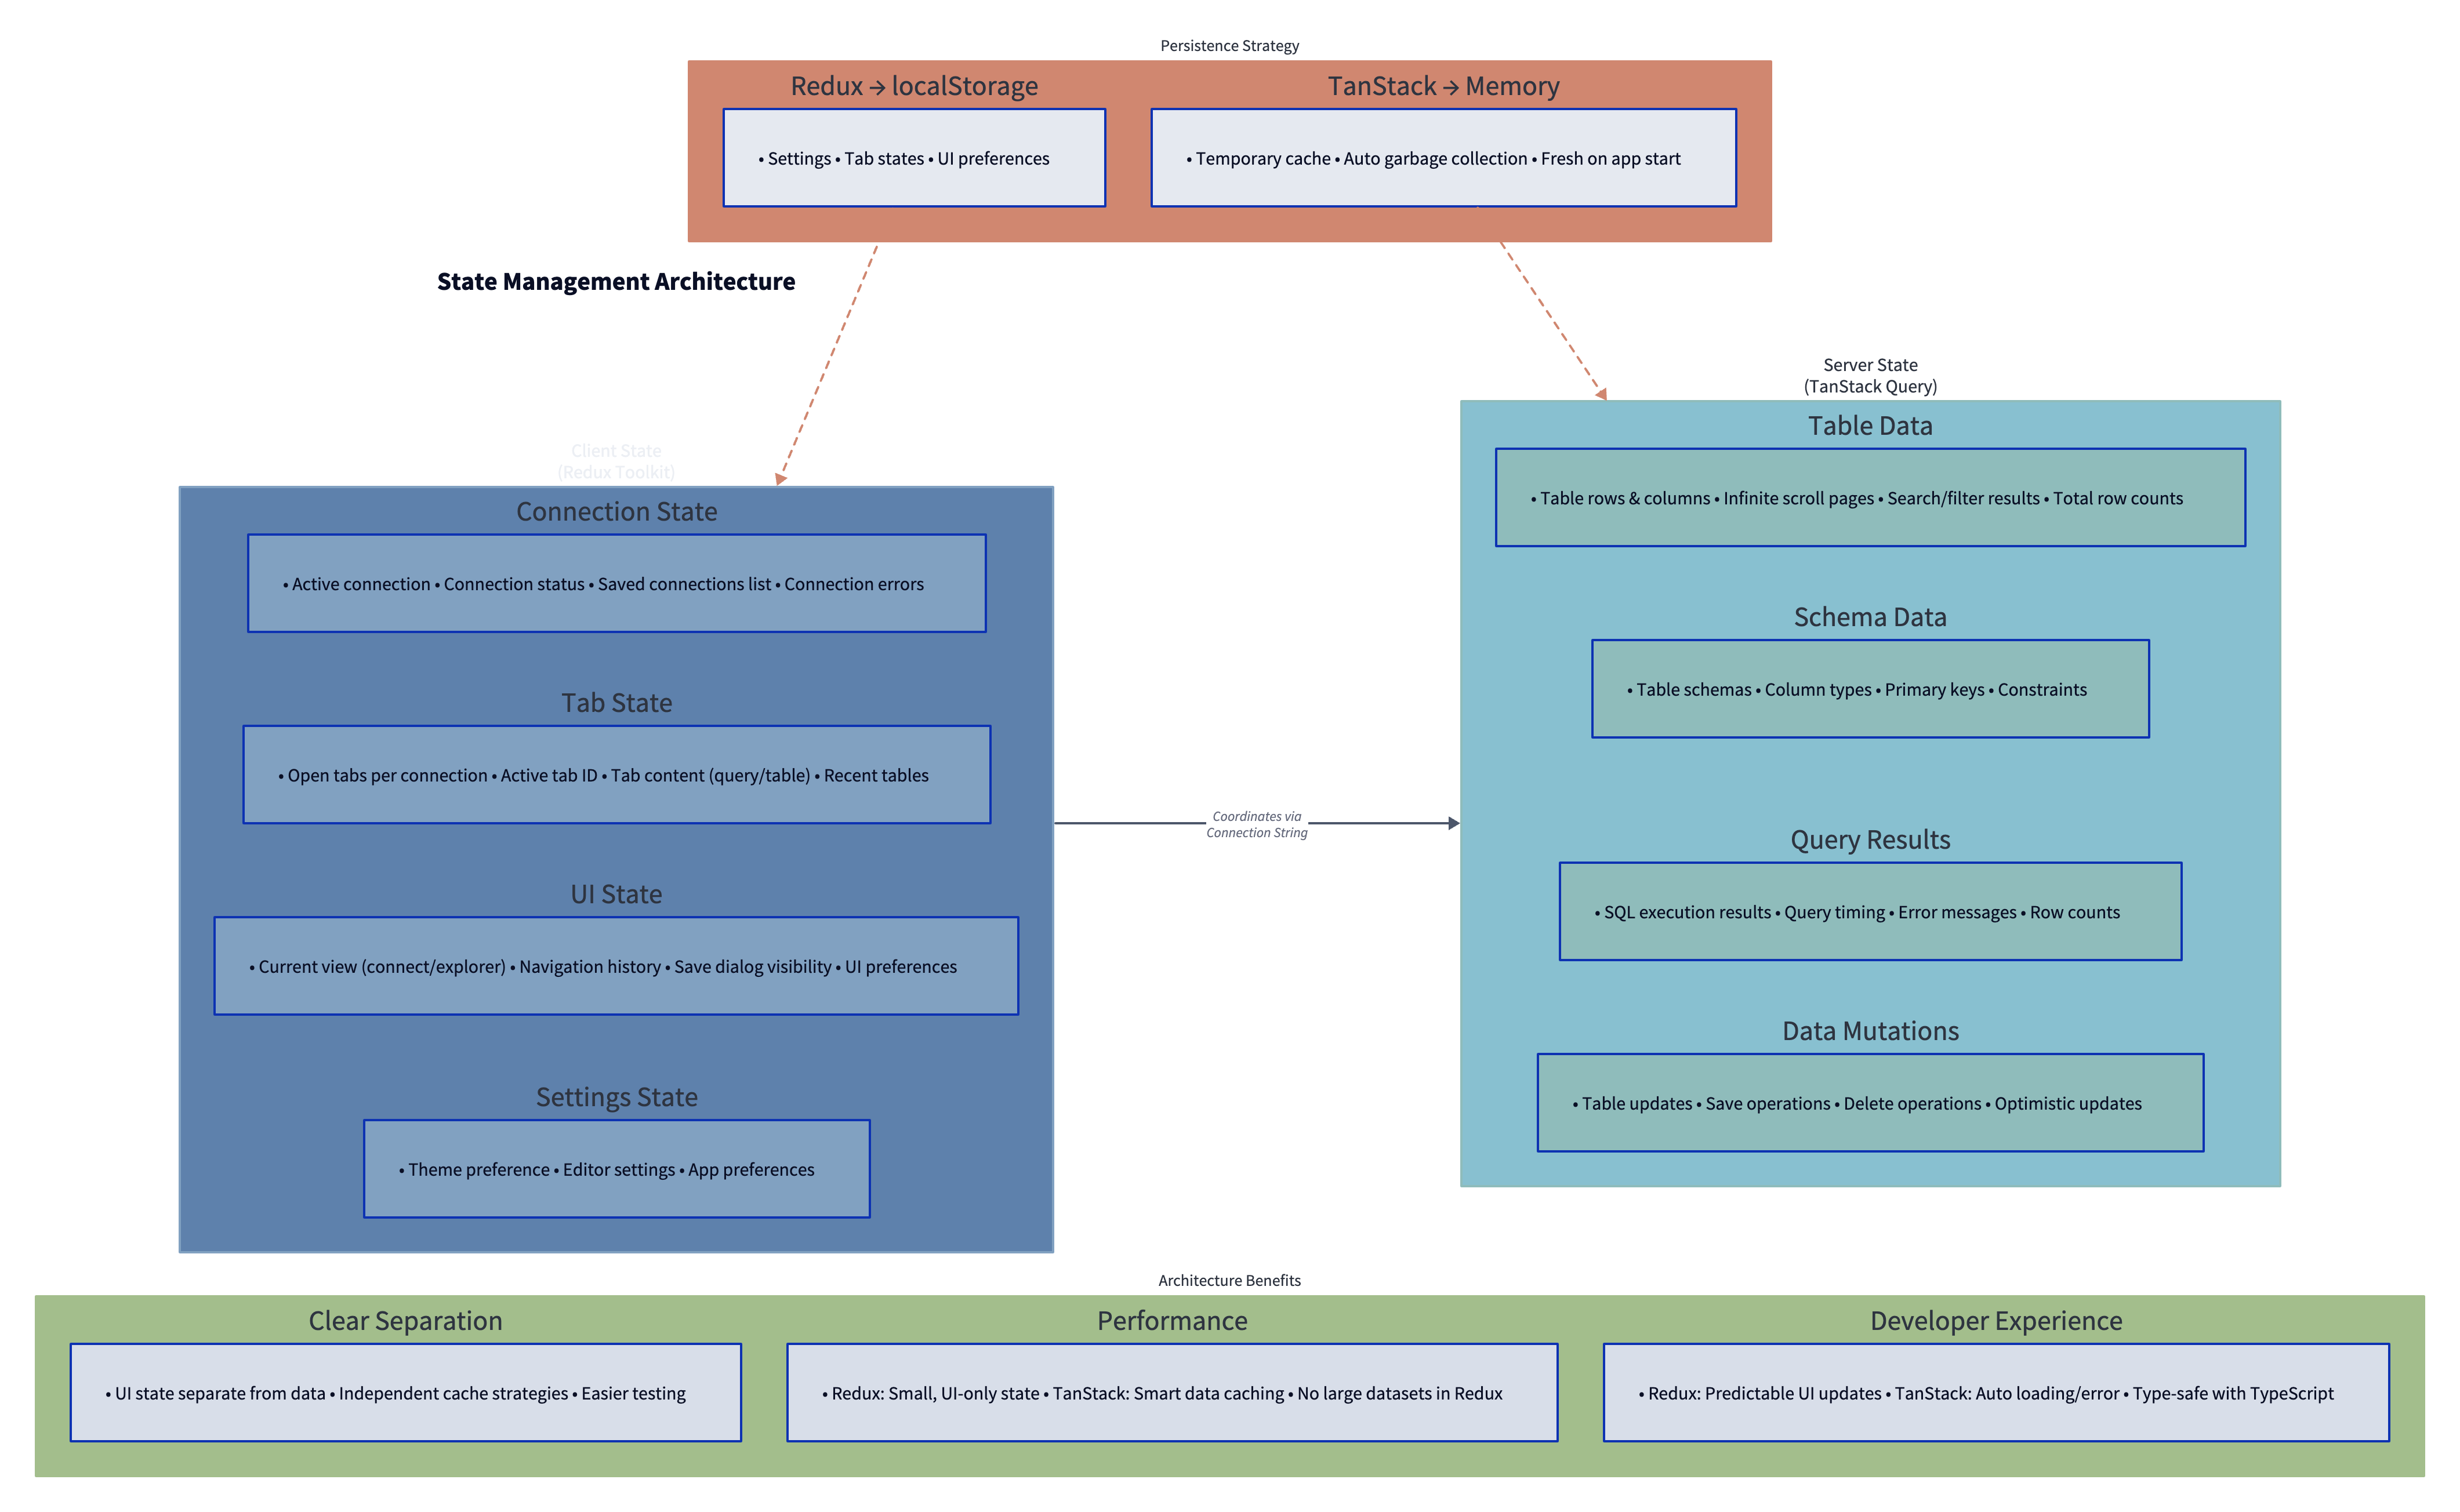 Persistence Strategy
Redux → localStorage
• Settings • Tab states • UI preferences
TanStack → Memory
• Temporary cache • Auto garbage collection • Fresh on app start
State Management Architecture
Client State
(Redux Toolkit)
Connection State
• Active connection • Connection status • Saved connections list • Connection errors
Tab State
• Open tabs per connection • Active tab ID • Tab content (query/table) • Recent tables
UI State
• Current view (connect/explorer) • Navigation history • Save dialog visibility • UI preferences
Settings State
• Theme preference • Editor settings • App preferences
Coordinates via
Connection String
Server State
(TanStack Query)
Table Data
• Table rows & columns • Infinite scroll pages • Search/filter results • Total row counts
Schema Data
• Table schemas • Column types • Primary keys • Constraints
Query Results
• SQL execution results • Query timing • Error messages • Row counts
Data Mutations
• Table updates • Save operations • Delete operations • Optimistic updates
Architecture Benefits
Clear Separation
• UI state separate from data • Independent cache strategies • Easier testing
Performance
• Redux: Small, UI-only state • TanStack: Smart data caching • No large datasets in Redux
Developer Experience
• Redux: Predictable UI updates • TanStack: Auto loading/error • Type-safe with TypeScript